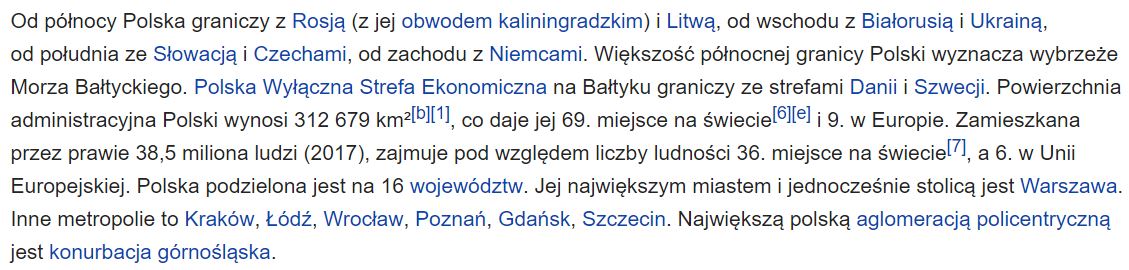 Od północy Polska graniczy z Rosją (z jej obwodem kaliningradzkim) i Litwą, od wschodu z Białorusią i Ukrainą,
od południa ze Słowacją i Czechami, od zachodu z Niemcami. Większość północnej granicy Polski wyznacza wybrzeże
Morza Bałtyckiego. Polska Wyłączna Strefa Ekonomiczna na Bałtyku graniczy ze strefami Danii i Szwecji. Powierzchnia
administracyjna Polski wynosi 312 679 km²[b][1], co daje jej 69. miejsce na świecie[6][e] i 9. w Europie. Zamieszkana
przez prawie 38,5 miliona ludzi (2017), zajmuje pod względem liczby ludności 36. miejsce na świecie[7], a 6. w Unii
Europejskiej. Polska podzielona jest na 16 województw. Jej największym miastem i jednocześnie stolicą jest Warszawa.
Inne metropolie to Kraków, Łódź, Wrocław, Poznań, Gdańsk, Szczecin. Największą polską aglomeracją policentryczną
jest konurbacja górnośląska.